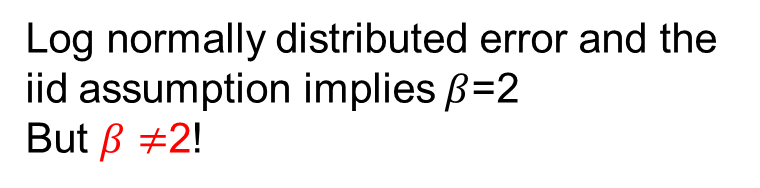 Log normally distributed error and the
iid assumption implies 𝛽=2
But 𝛽 ≠2!